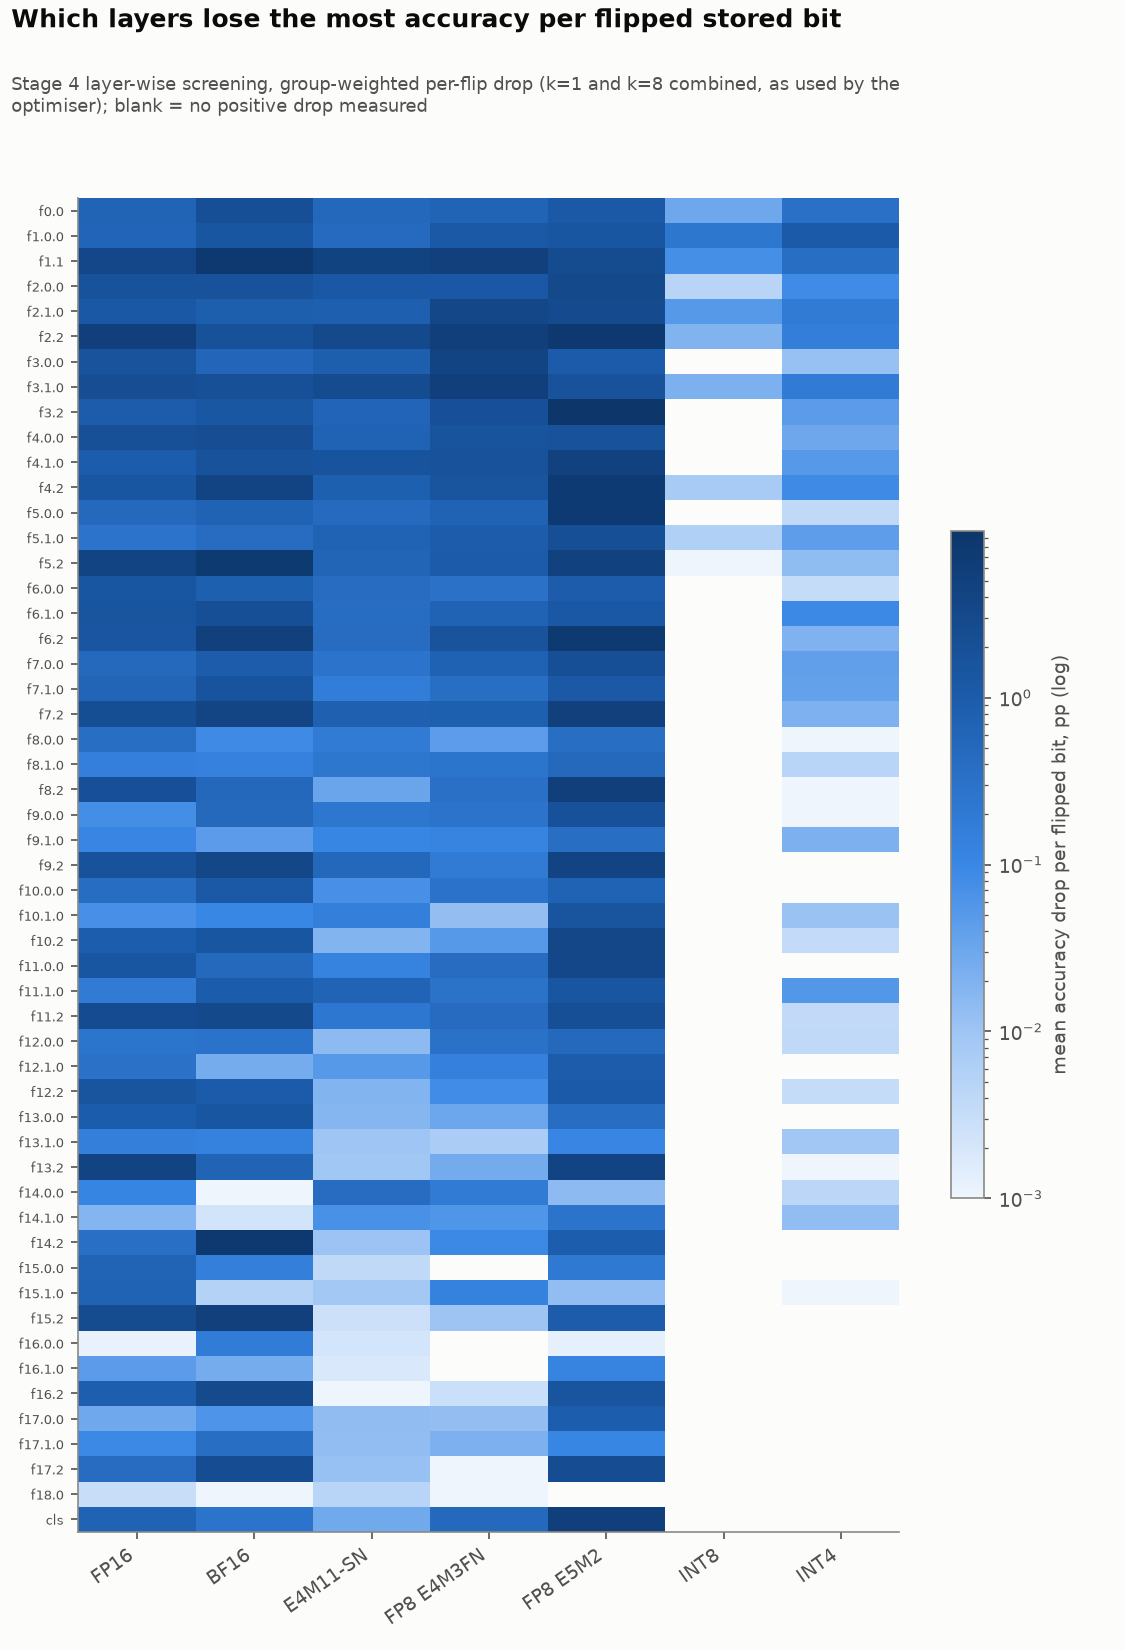 Which layers lose the most accuracy per flipped stored bit
Stage 4 layer-wise screening, group-weighted per-flip drop (k=1 and k=8 combined, as used by the
optimiser); blank = no positive drop measured
f0.0
f1.0.0
f1.1
f2.0.0
f2.1.0
f2.2
f3.0.0
f3.1.0
f3.2
f4.0.0
f4.1.0
f4.2
f5.0.0
f5.1.0
f5.2
f6.0.0
f6.1.0
f6.2
f7.0.0
f7.1.0
f7.2
f8.0.0
f8.1.0
f8.2
f9.0.0
f9.1.0
f9.2
f10.0.0
f10.1.0
f10.2
f11.0.0
f11.1.0
f11.2
f12.0.0
f12.1.0
f12.2
f13.0.0
f13.1.0
f13.2
f14.0.0
f14.1.0
f14.2
f15.0.0
f15.1.0
f15.2
f16.0.0
f16.1.0
f16.2
f17.0.0
f17.1.0
f17.2
f18.0
cls
FP16
BF16
E4M11-SN
FP8 E4M3FN
FP8 E5M2
INT8
INT4
10⁰
10⁻¹
10⁻²
10⁻³
mean accuracy drop per flipped bit, pp (log)